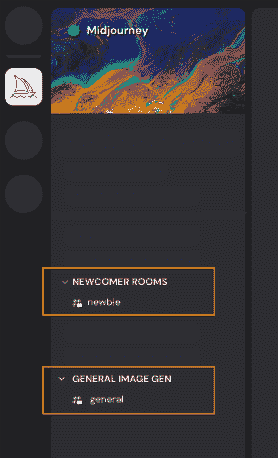 Midjourney
NEWCOMER ROOMS
newbie
GENERAL IMAGE GEN
general